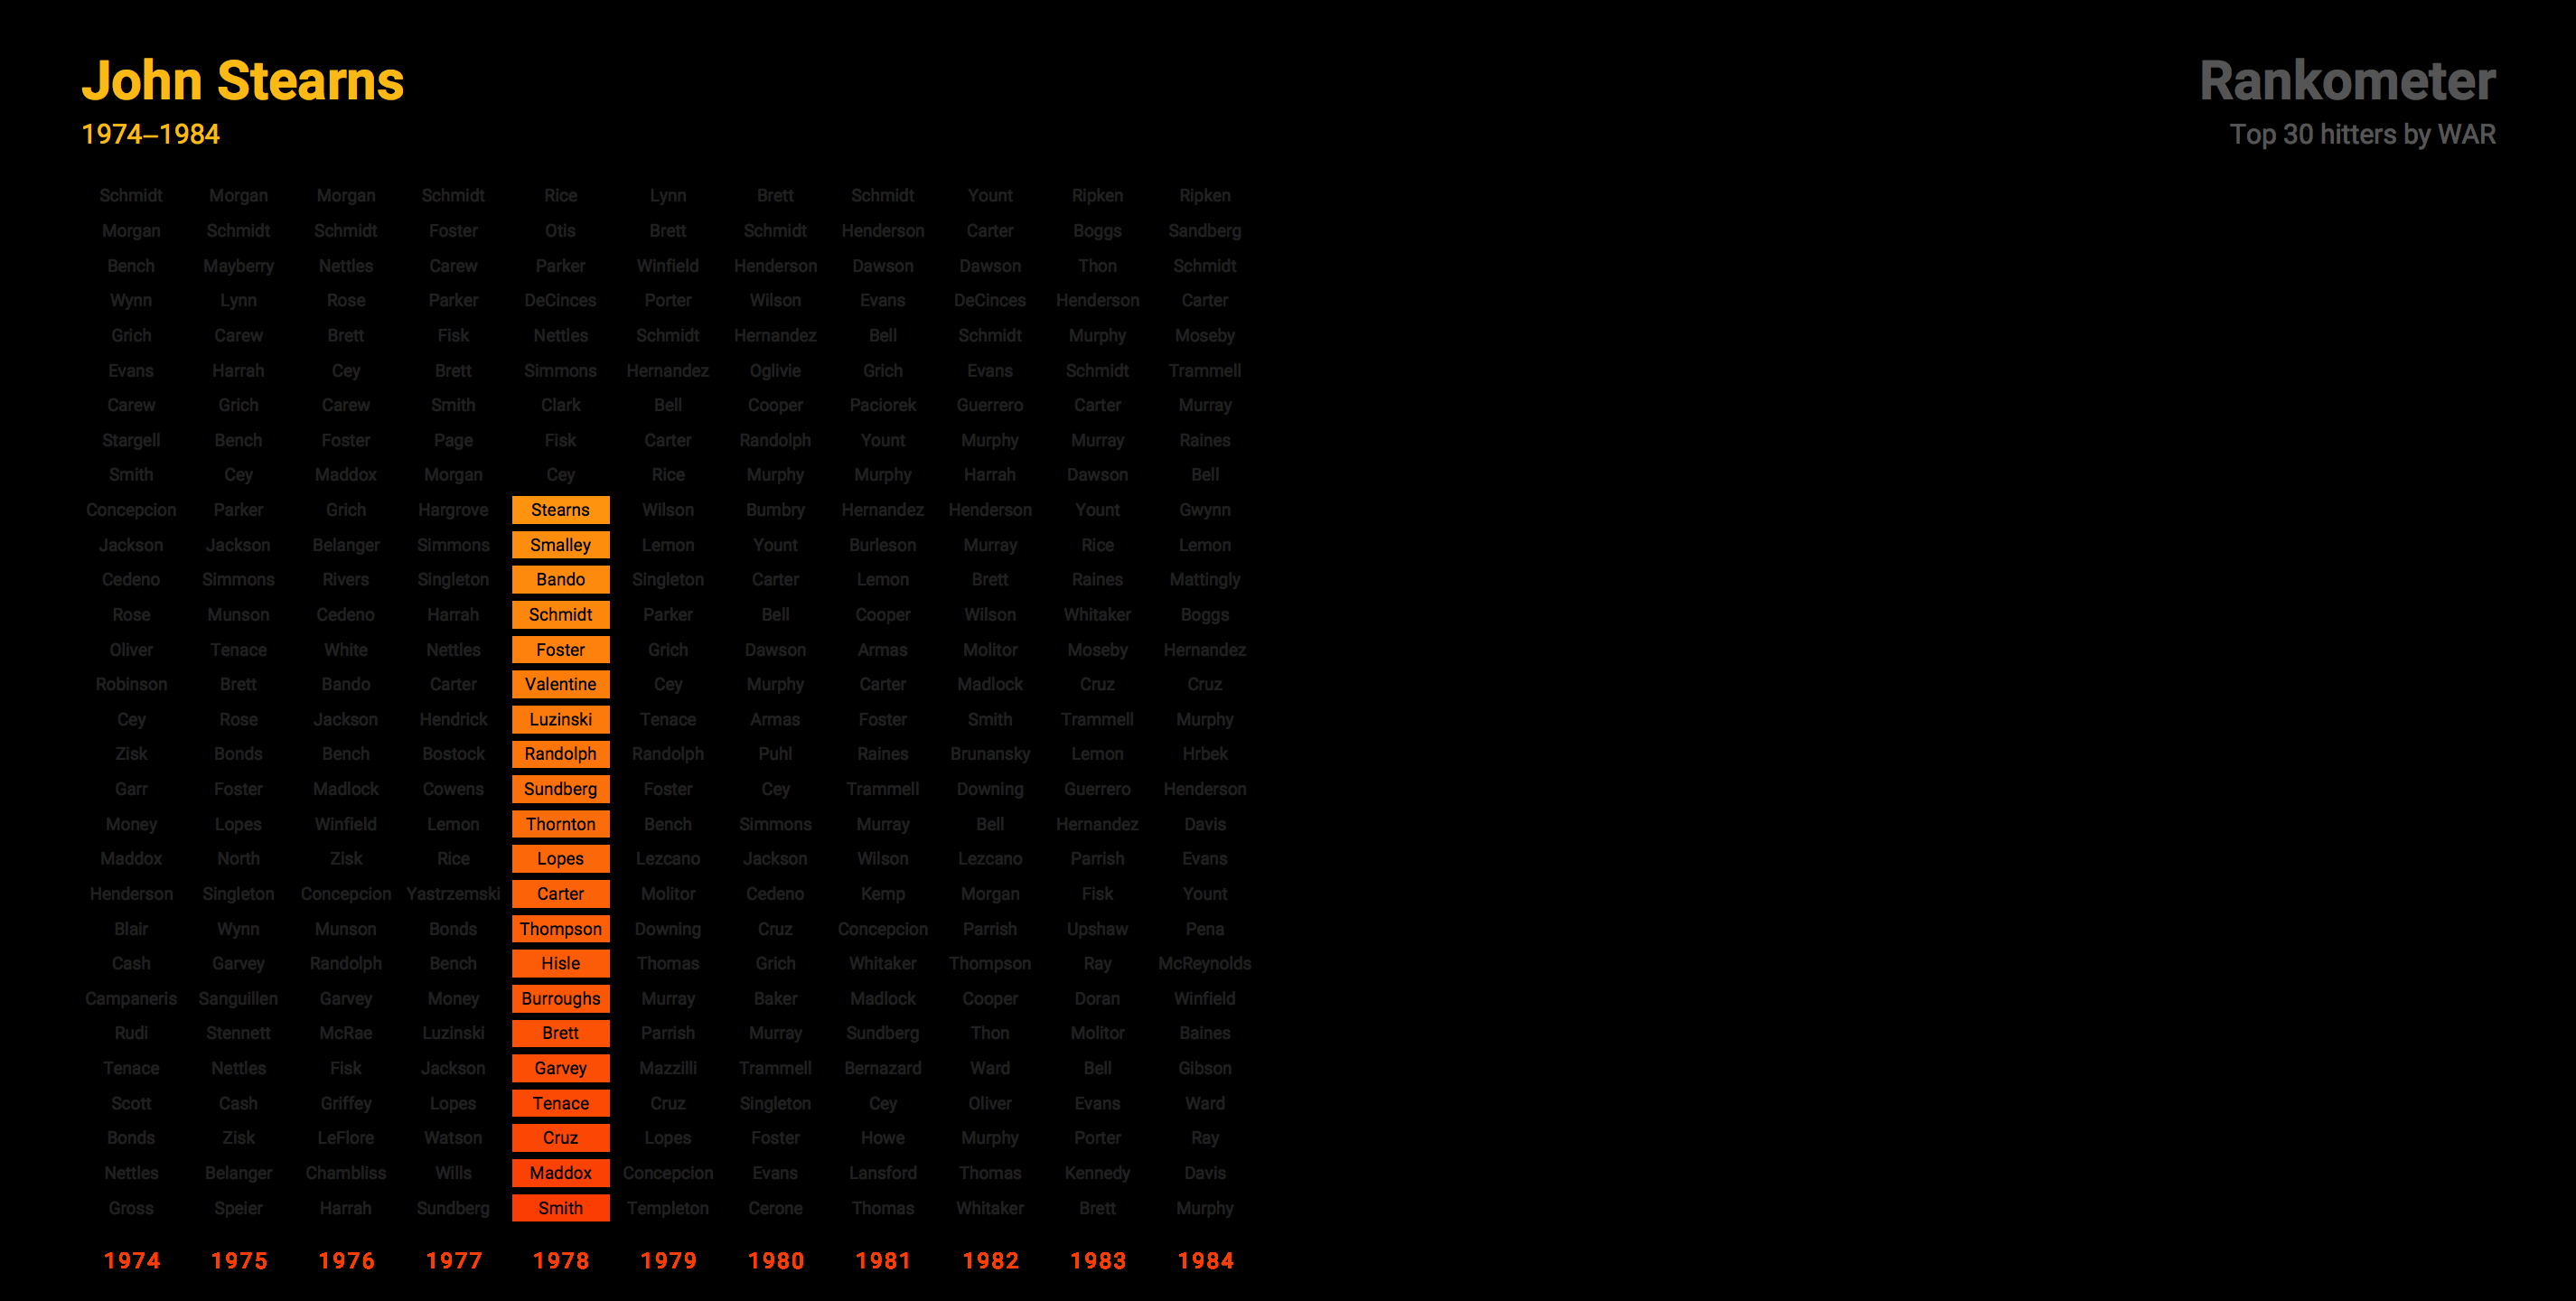 John Stearns
1974–1984
Rankometer
Top 30 hitters by WAR
Schmidt Morgan Morgan Schmidt Rice Lynn Brett Schmidt Yount Ripken Ripken
Morgan Schmidt Schmidt Foster Otis Brett Schmidt Henderson Carter Boggs Sandberg
Bench Mayberry Nettles Carew Parker Winfield Henderson Dawson Dawson Thon Schmidt
Wynn Lynn Rose Parker DeCinces Porter Wilson Evans DeCinces Henderson Carter
Grich Carew Brett Fisk Nettles Schmidt Hernandez Bell Schmidt Murphy Moseby
Evans Harrah Cey Brett Simmons Hernandez Oglivie Grich Evans Schmidt Trammell
Carew Grich Carew Smith Clark Bell Cooper Paciorek Guerrero Carter Murray
Stargell Bench Foster Page Fisk Carter Randolph Yount Murphy Murray Raines
Smith Cey Maddox Morgan Cey Rice Murphy Murphy Harrah Dawson Bell
Concepcion Parker Grich Hargrove Stearns Wilson Bumbry Hernandez Henderson Yount Gwynn
Jackson Jackson Belanger Simmons Smalley Lemon Yount Burleson Murray Rice Lemon
Cedeno Simmons Rivers Singleton Bando Singleton Carter Lemon Brett Raines Mattingly
Rose Munson Cedeno Harrah Schmidt Parker Bell Cooper Wilson Whitaker Boggs
Oliver Tenace White Nettles Foster Grich Dawson Armas Molitor Moseby Hernandez
Robinson Brett Bando Carter Valentine Cey Murphy Carter Madlock Cruz Cruz
Cey Rose Jackson Hendrick Luzinski Tenace Armas Foster Smith Trammell Murphy
Zisk Bonds Bench Bostock Randolph Randolph Puhl Raines Brunansky Lemon Hrbek
Garr Foster Madlock Cowens Sundberg Foster Cey Trammell Downing Guerrero Henderson
Money Lopes Winfield Lemon Thornton Bench Simmons Murray Bell Hernandez Davis
Maddox North Zisk Rice Lopes Lezcano Jackson Wilson Lezcano Parrish Evans
Henderson Singleton Concepcion Yastrzemski Carter Molitor Cedeno Kemp Morgan Fisk Yount
Blair Wynn Munson Bonds Thompson Downing Cruz Concepcion Parrish Upshaw Pena
Cash Garvey Randolph Bench Hisle Thomas Grich Whitaker Thompson Ray McReynolds
Campaneris Sanguillen Garvey Money Burroughs Murray Baker Madlock Cooper Doran Winfield
Rudi Stennett McRae Luzinski Brett Parrish Murray Sundberg Thon Molitor Baines
Tenace Nettles Fisk Jackson Garvey Mazzilli Trammell Bernazard Ward Bell Gibson
Scott Cash Griffey Lopes Tenace Cruz Singleton Cey Oliver Evans Ward
Bonds Zisk LeFlore Watson Cruz Lopes Foster Howe Murphy Porter Ray
Nettles Belanger Chambliss Wills Maddox Concepcion Evans Lansford Thomas Kennedy Davis
Gross Speier Harrah Sundberg Smith Templeton Cerone Thomas Whitaker Brett Murphy
1974 1975 1976 1977 1978 1979 1980 1981 1982 1983 1984